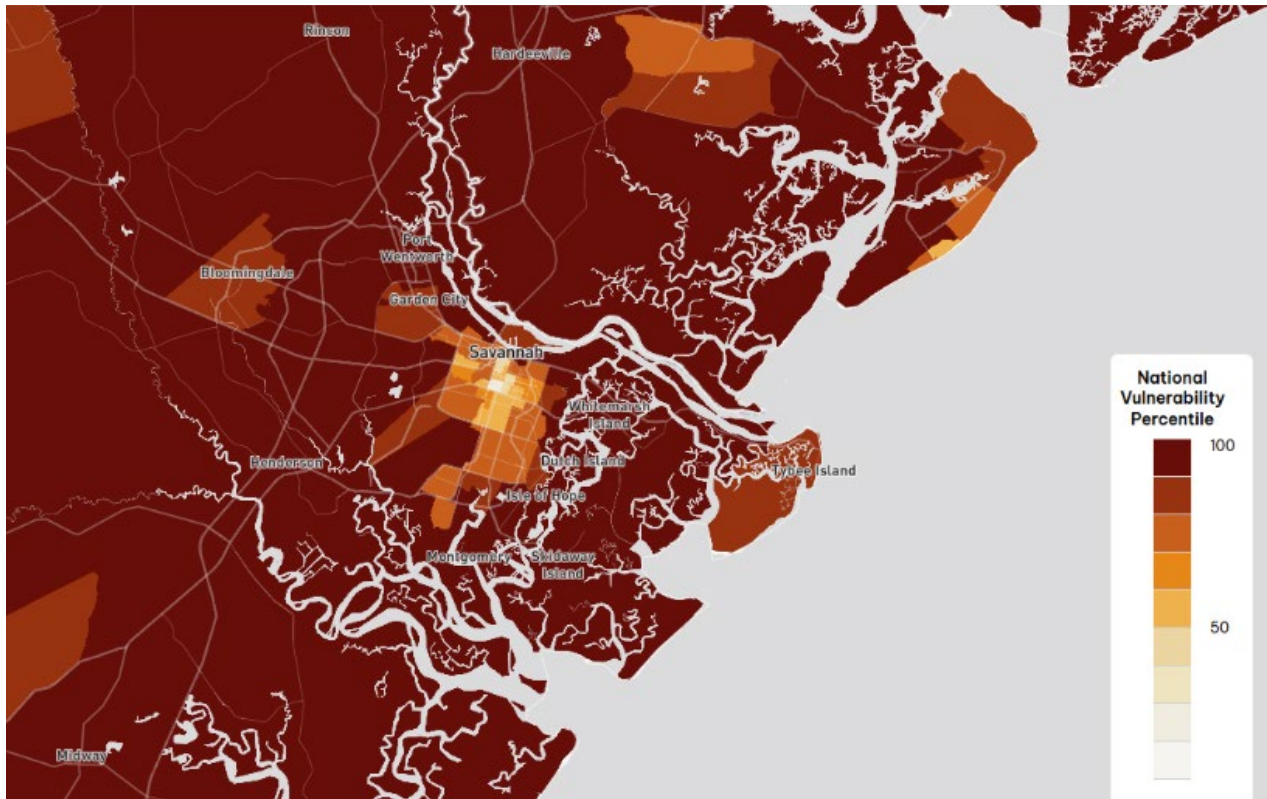 Rincon
Hardeeville
Port
Wentworth
Bloomingdale
Garden City
Savannah
Whitemarsh
Island
Henderson
Dutch Island
Tybee Island
Isle of Hope
Montgomery
Skidaway
Island
Midway
National
Vulnerability
Percentile
100
50